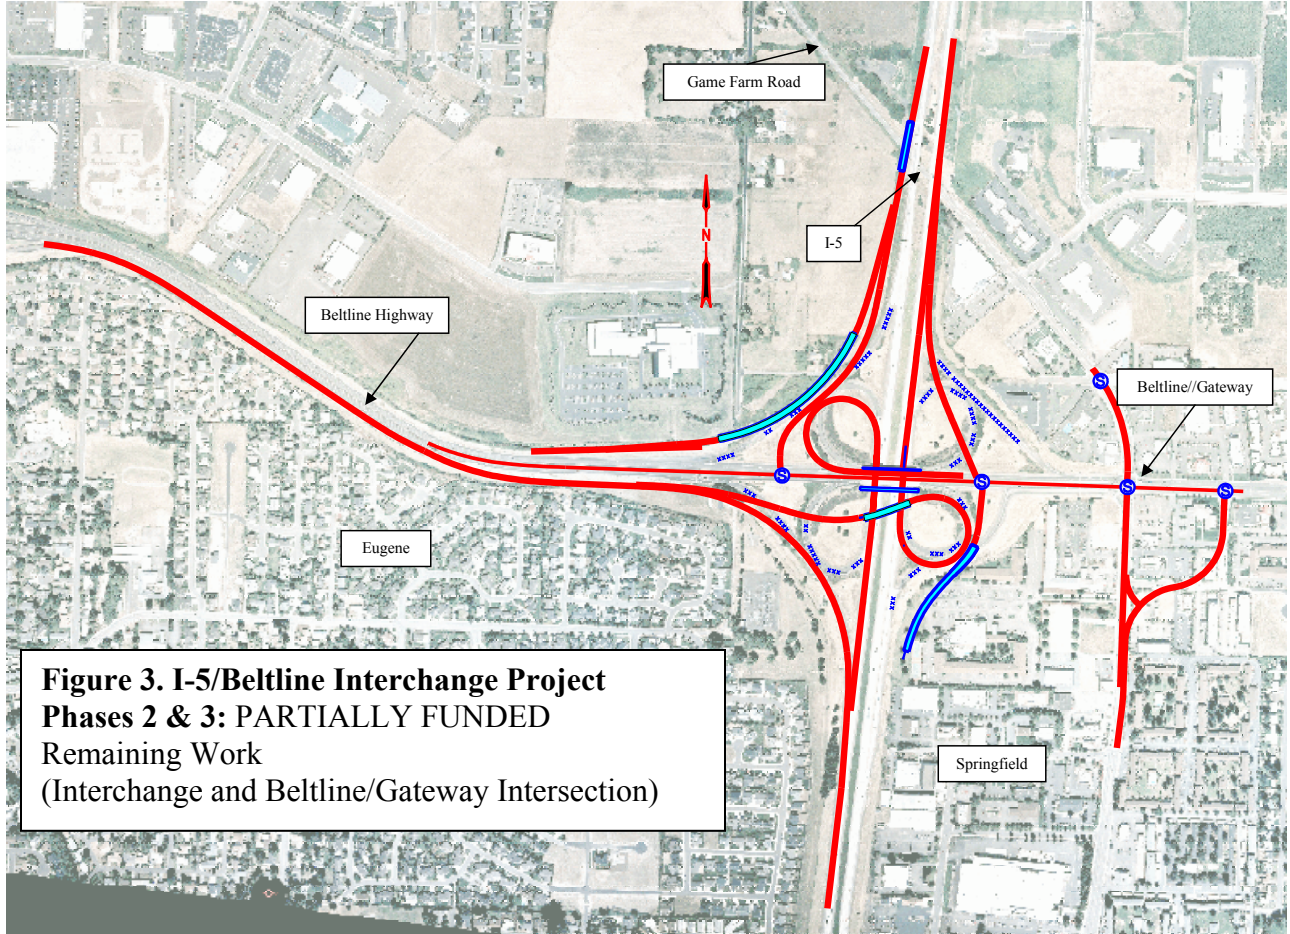 Game Farm Road
N
I-5
Beltline Highway
S
Beltline//Gateway
S
S
S
S
Eugene
Figure 3. I-5/Beltline Interchange Project
Phases 2 & 3: PARTIALLY FUNDED
Remaining Work
(Interchange and Beltline/Gateway Intersection)
Springfield